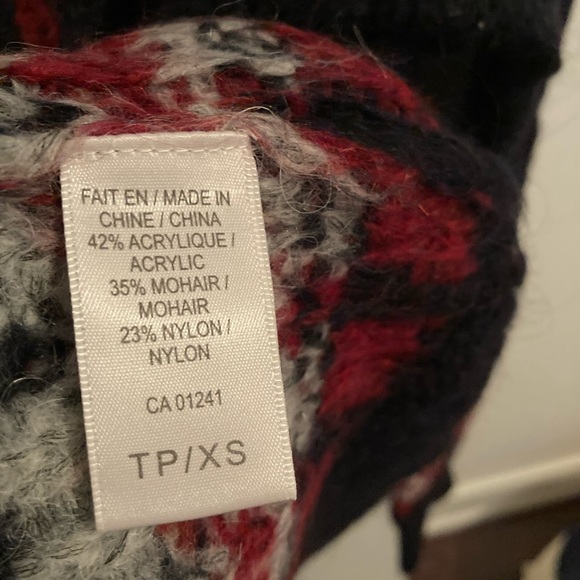 FAIT EN / MADE IN
CHINE / CHINA
42% ACRYLIQUE /
ACRYLIC
35% MOHAIR /
MOHAIR
23% NYLON /
NYLON
CA 01241
TP/XS